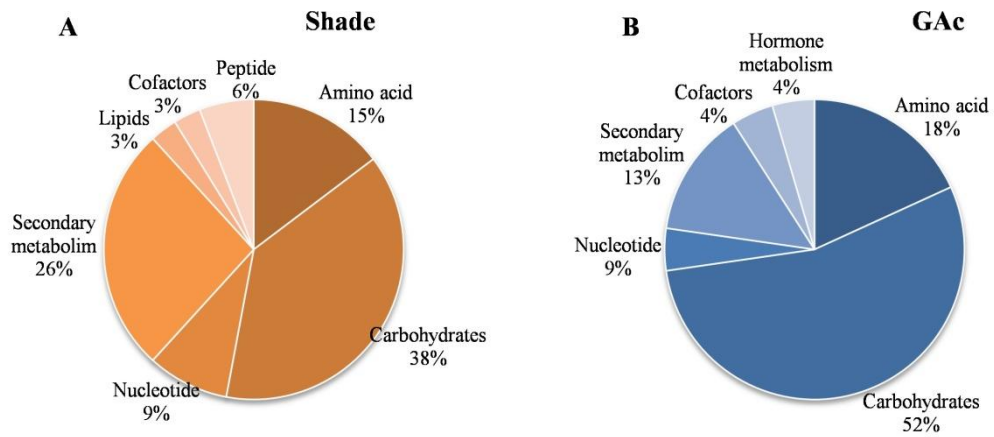 A
Shade
Peptide
6%
Cofactors
3%
Lipids
3%
Amino acid
15%
Secondary
metabolim
26%
Carbohydrates
38%
Nucleotide
9%
B
GAc
Hormone
metabolism
4%
Cofactors
4%
Amino acid
18%
Secondary
metabolim
13%
Nucleotide
9%
Carbohydrates
52%